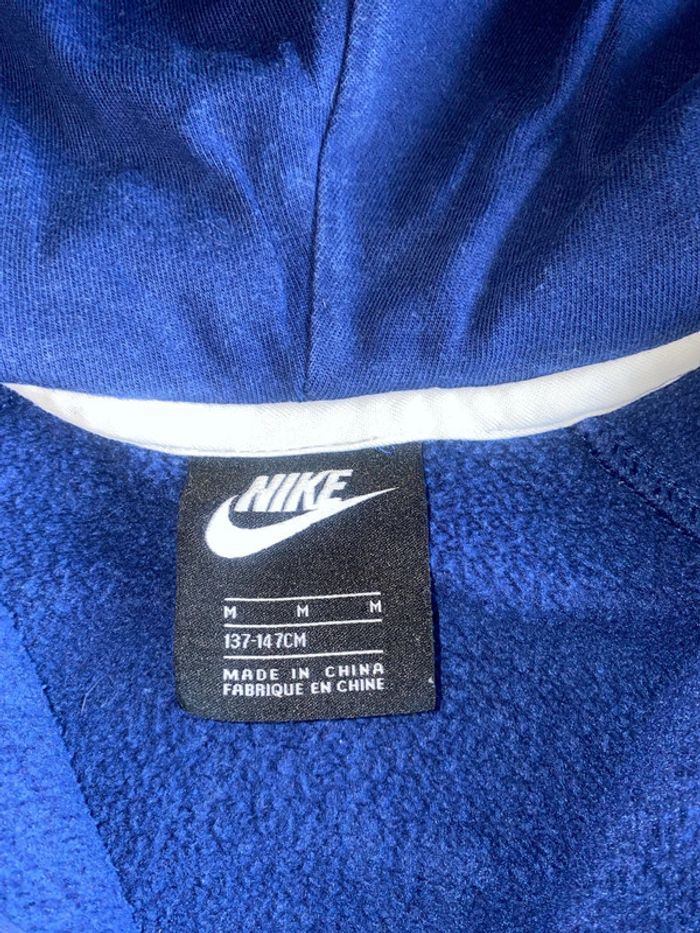 NIKE
M M M
137-147CM
MADE IN CHINA
FABRIQUE EN CHINE